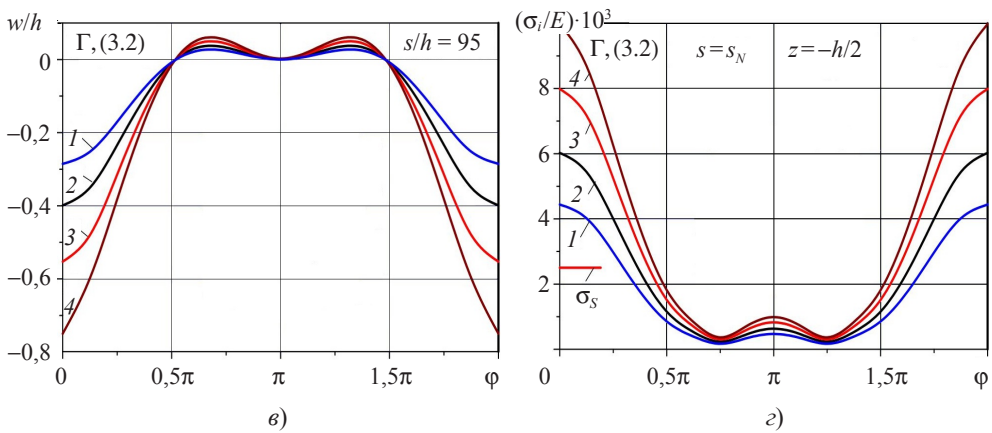 w/h
Г, (3.2) s/h = 95
0
−0,2
−0,4
−0,6
−0,8
1
2
3
4
0 0,5π π 1,5π φ
в)
(σᵢ/E)·10³
Г, (3.2) s = s_N z = −h/2
8
6
4
2
4
3
2
1
σ_S
0 0,5π π 1,5π φ
г)